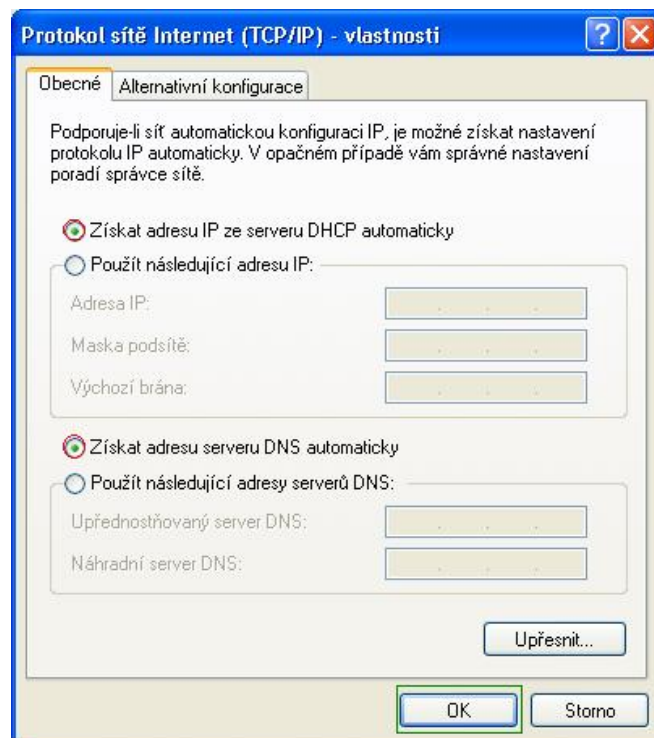 Protokol sítě Internet (TCP/IP) - vlastnosti
Obecné
Alternativní konfigurace
Podporuje-li síť automatickou konfiguraci IP, je možné získat nastavení
protokolu IP automaticky. V opačném případě vám správné nastavení
poradí správce sítě.
Získat adresu IP ze serveru DHCP automaticky
Použít následující adresu IP:
Adresa IP:
Maska podsítě:
Výchozí brána:
Získat adresu serveru DNS automaticky
Použít následující adresy serverů DNS:
Upřednostňovaný server DNS:
Náhradní server DNS:
Upřesnit...
OK
Storno